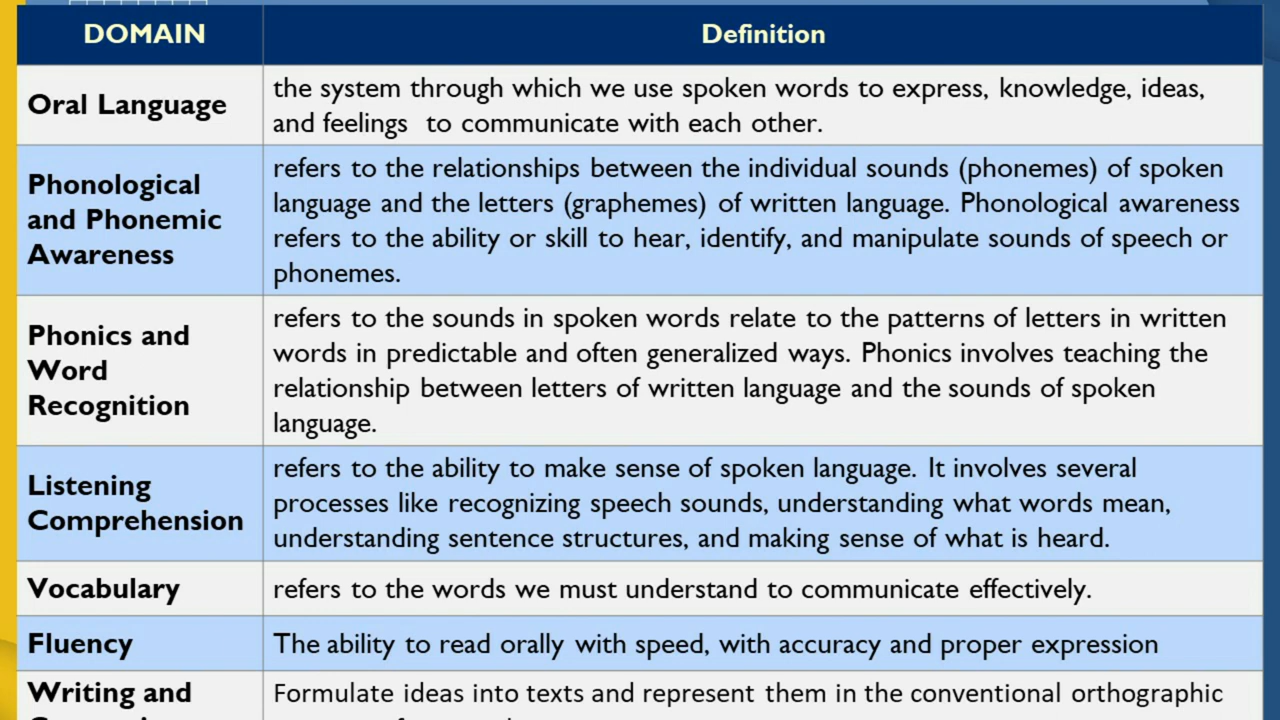 DOMAIN
Definition
Oral Language
the system through which we use spoken words to express, knowledge, ideas,
and feelings to communicate with each other.
Phonological
and Phonemic
Awareness
refers to the relationships between the individual sounds (phonemes) of spoken
language and the letters (graphemes) of written language. Phonological awareness
refers to the ability or skill to hear, identify, and manipulate sounds of speech or
phonemes.
Phonics and
Word
Recognition
refers to the sounds in spoken words relate to the patterns of letters in written
words in predictable and often generalized ways. Phonics involves teaching the
relationship between letters of written language and the sounds of spoken
language.
Listening
Comprehension
refers to the ability to make sense of spoken language. It involves several
processes like recognizing speech sounds, understanding what words mean,
understanding sentence structures, and making sense of what is heard.
Vocabulary
refers to the words we must understand to communicate effectively.
Fluency
The ability to read orally with speed, with accuracy and proper expression
Writing and
Formulate ideas into texts and represent them in the conventional orthographic